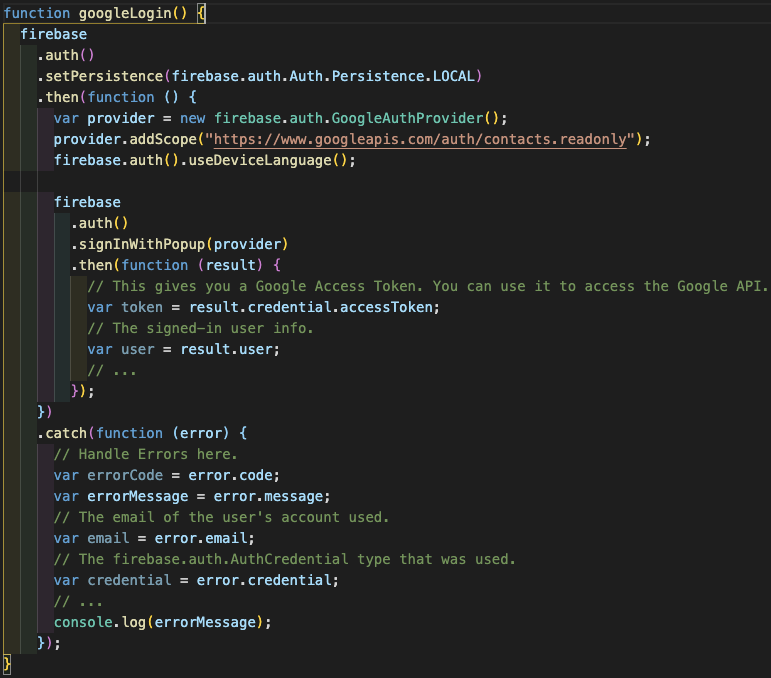 function googleLogin() {
  firebase
    .auth()
    .setPersistence(firebase.auth.Auth.Persistence.LOCAL)
    .then(function () {
      var provider = new firebase.auth.GoogleAuthProvider();
      provider.addScope("https://www.googleapis.com/auth/contacts.readonly");
      firebase.auth().useDeviceLanguage();

      firebase
        .auth()
        .signInWithPopup(provider)
        .then(function (result) {
          // This gives you a Google Access Token. You can use it to access the Google API.
          var token = result.credential.accessToken;
          // The signed-in user info.
          var user = result.user;
          // ...
        });
    })
    .catch(function (error) {
      // Handle Errors here.
      var errorCode = error.code;
      var errorMessage = error.message;
      // The email of the user's account used.
      var email = error.email;
      // The firebase.auth.AuthCredential type that was used.
      var credential = error.credential;
      // ...
      console.log(errorMessage);
    });
}